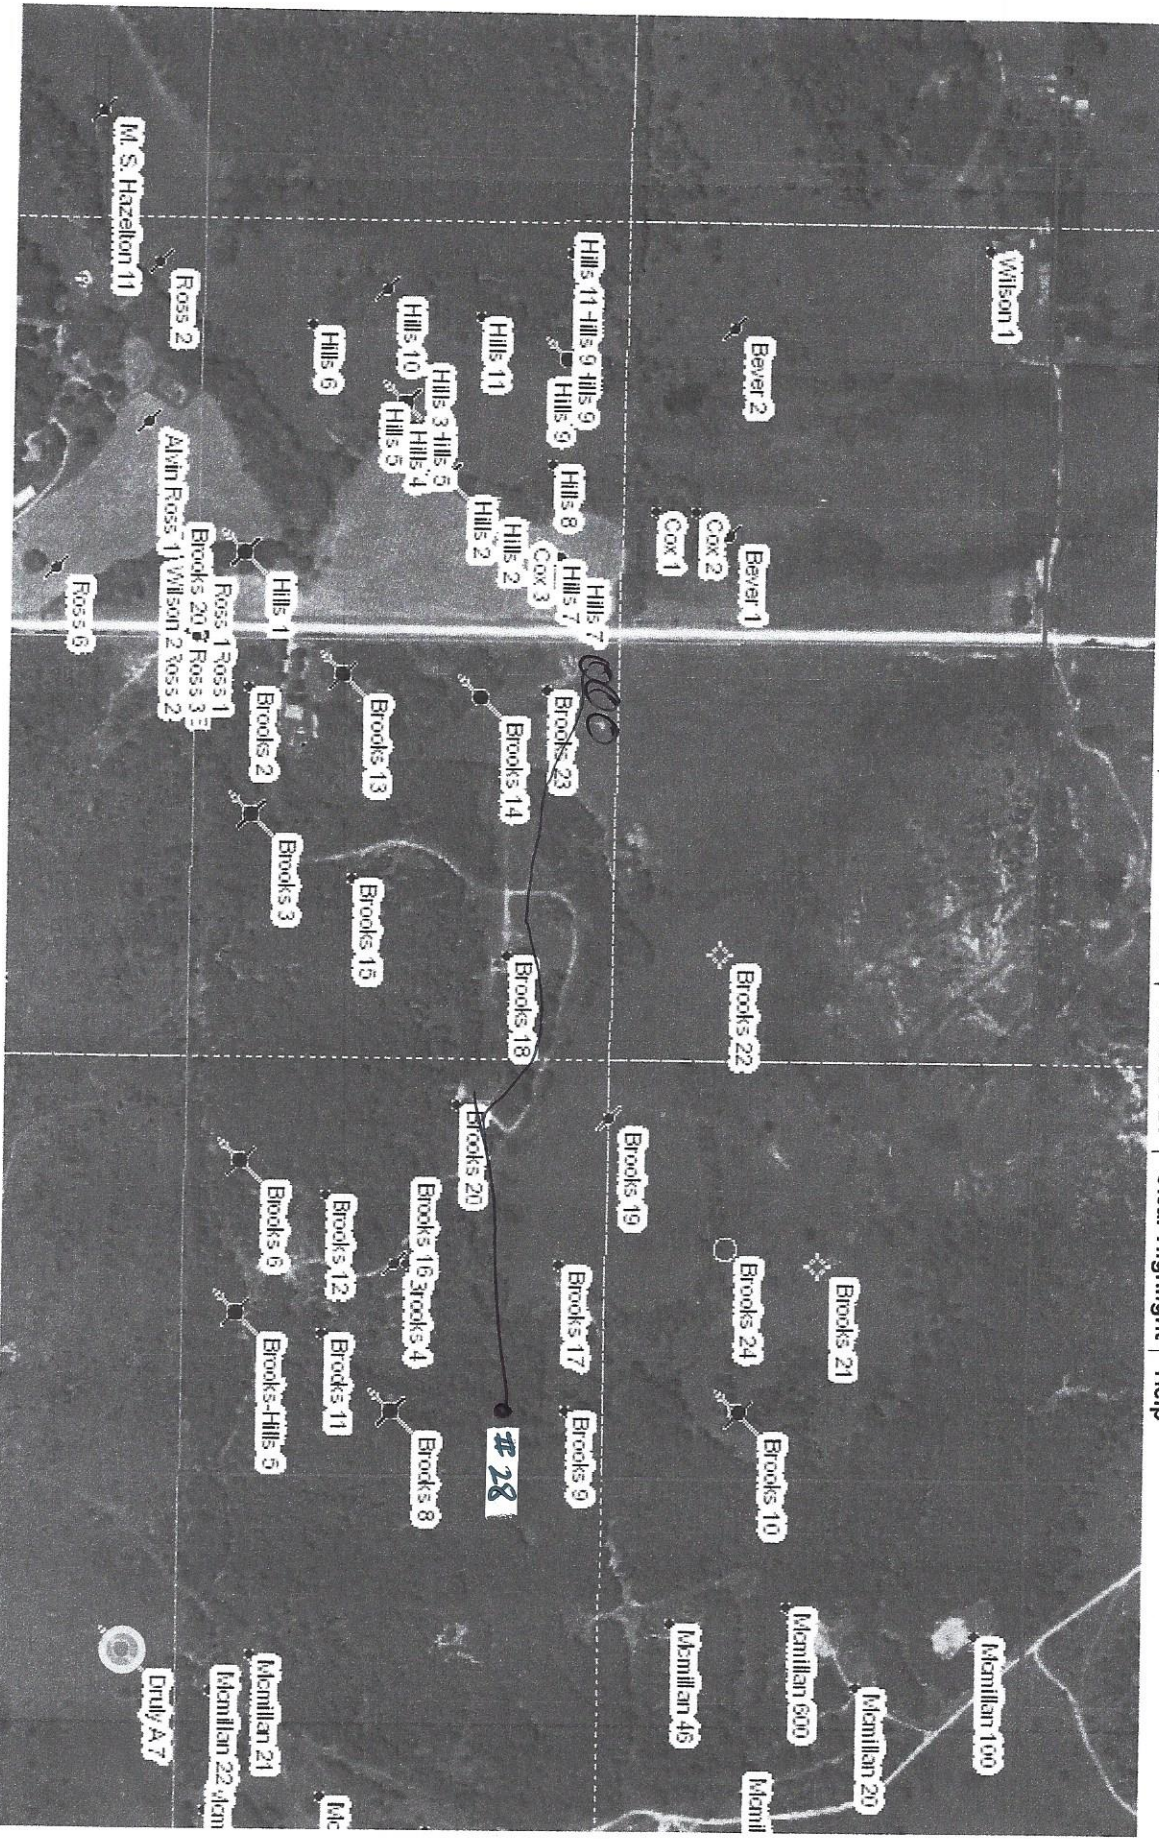 Help
Wilson 1
Bever 2
Bever 1
Cox 2
Cox 1
Hills 11 Hills 9 Hills 9
Hills 9
Hills 8
Hills 7
Hills 7
Cox 3
Hills 2
Hills 2
Hills 11
Hills 10
Hills 3 Hills 5
Hills 4
Hills 5
Hills 6
Hills 1
M. S. Hazelton 11
Ross 2
Alvin Ross 1 Wilson 2 Ross 2
Brooks 20 Ross 3
Ross 1 Ross 1
Ross 6
Brooks 2
Brooks 13
Brooks 14
Brooks 23
Brooks 3
Brooks 15
Brooks 18
Brooks 22
Brooks 20
Brooks 19
Brooks 24
Brooks 21
Brooks 17
Brooks 16
Brooks 4
Brooks 12
Brooks 6
Brooks 11
Brooks-Hills 5
Brooks 8
# 28
Brooks 9
Brooks 10
Mcmillan 100
Mcmillan 20
Mcmillan 600
Mcmillan 46
Mcmil
Mcmillan 21
Mcmillan 22
Druly A 7
Mc